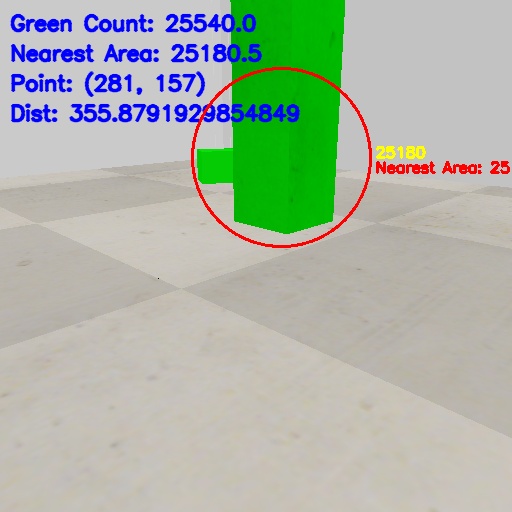 Green Count: 25540.0
Nearest Area: 25180.5
Point: (281, 157)
Dist: 355.8791929854849
25180
Nearest Area: 25